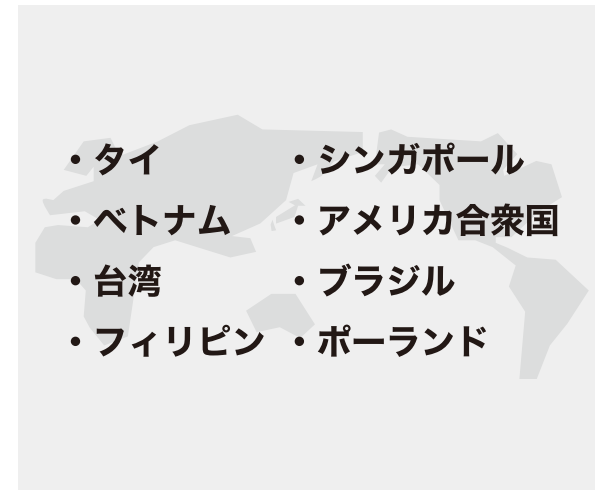 ・タイ
・ベトナム
・台湾
・フィリピン
・シンガポール
・アメリカ合衆国
・ブラジル
・ポーランド